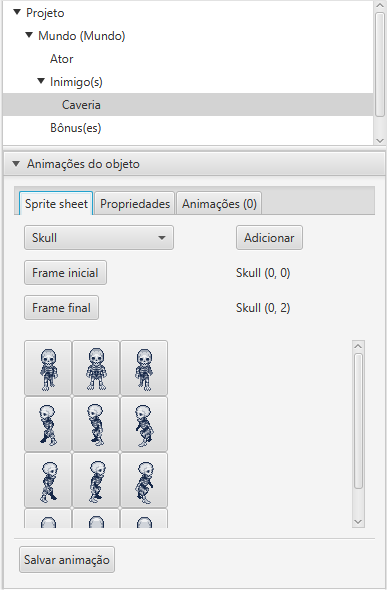 Projeto
Mundo (Mundo)
Ator
Inimigo(s)
Caveria
Bônus(es)
Animações do objeto
Sprite sheet Propriedades Animações (0)
Skull Adicionar
Frame inicial Skull (0, 0)
Frame final Skull (0, 2)
Salvar animação